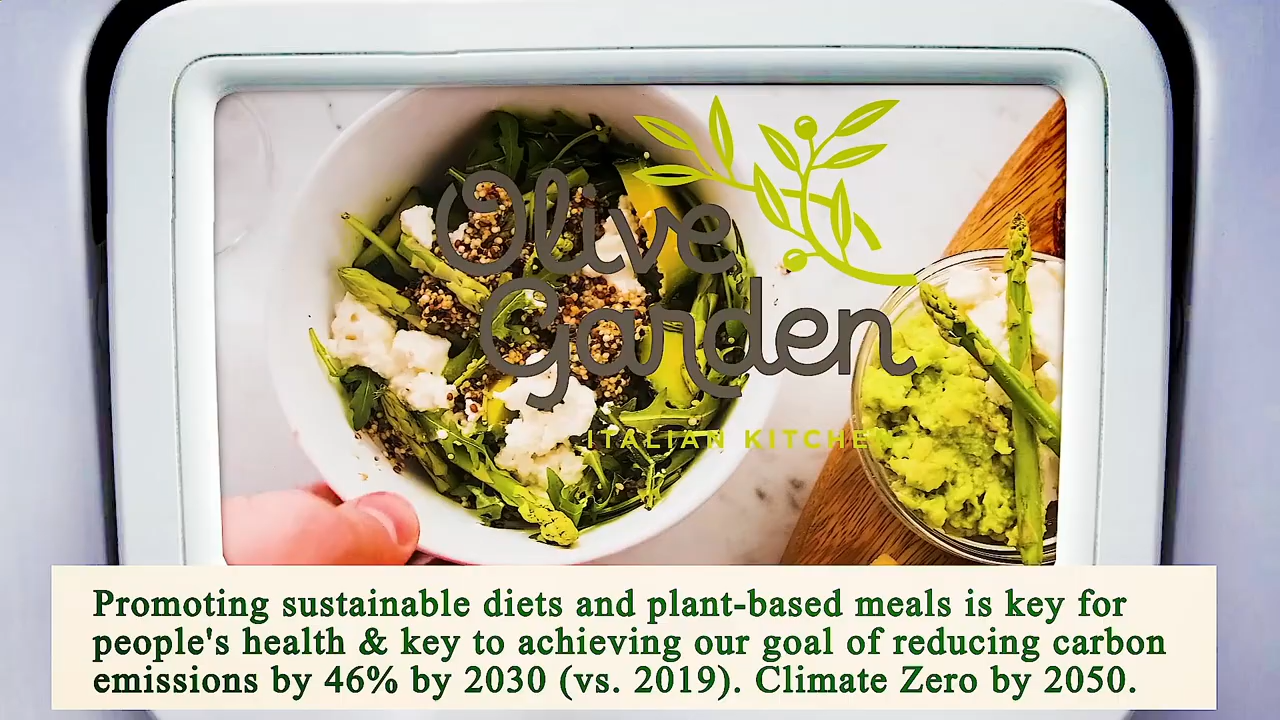 Olive
Garden
ITALIAN KITCHEN
Promoting sustainable diets and plant-based meals is key for
people's health & key to achieving our goal of reducing carbon
emissions by 46% by 2030 (vs. 2019). Climate Zero by 2050.